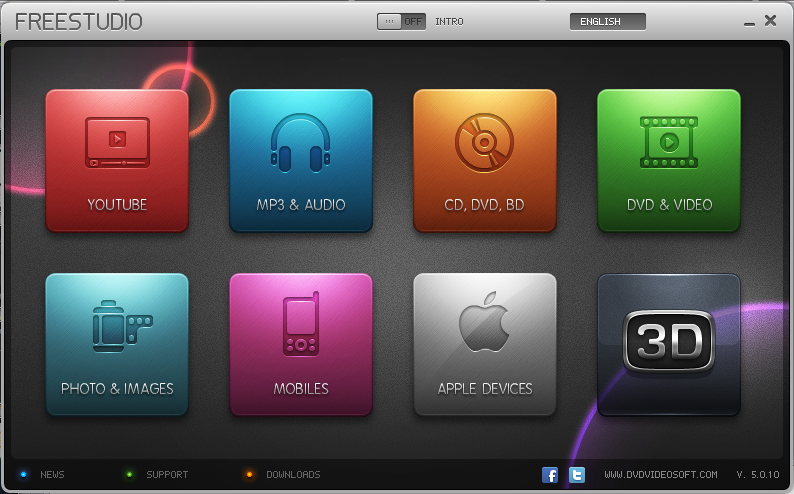 FREESTUDIO
OFF INTRO
ENGLISH
YOUTUBE
MP3 & AUDIO
CD, DVD, BD
DVD & VIDEO
PHOTO & IMAGES
MOBILES
APPLE DEVICES
3D
NEWS
SUPPORT
DOWNLOADS
f
t
WWW.DVDVIDEOSOFT.COM
V. 5.0.10